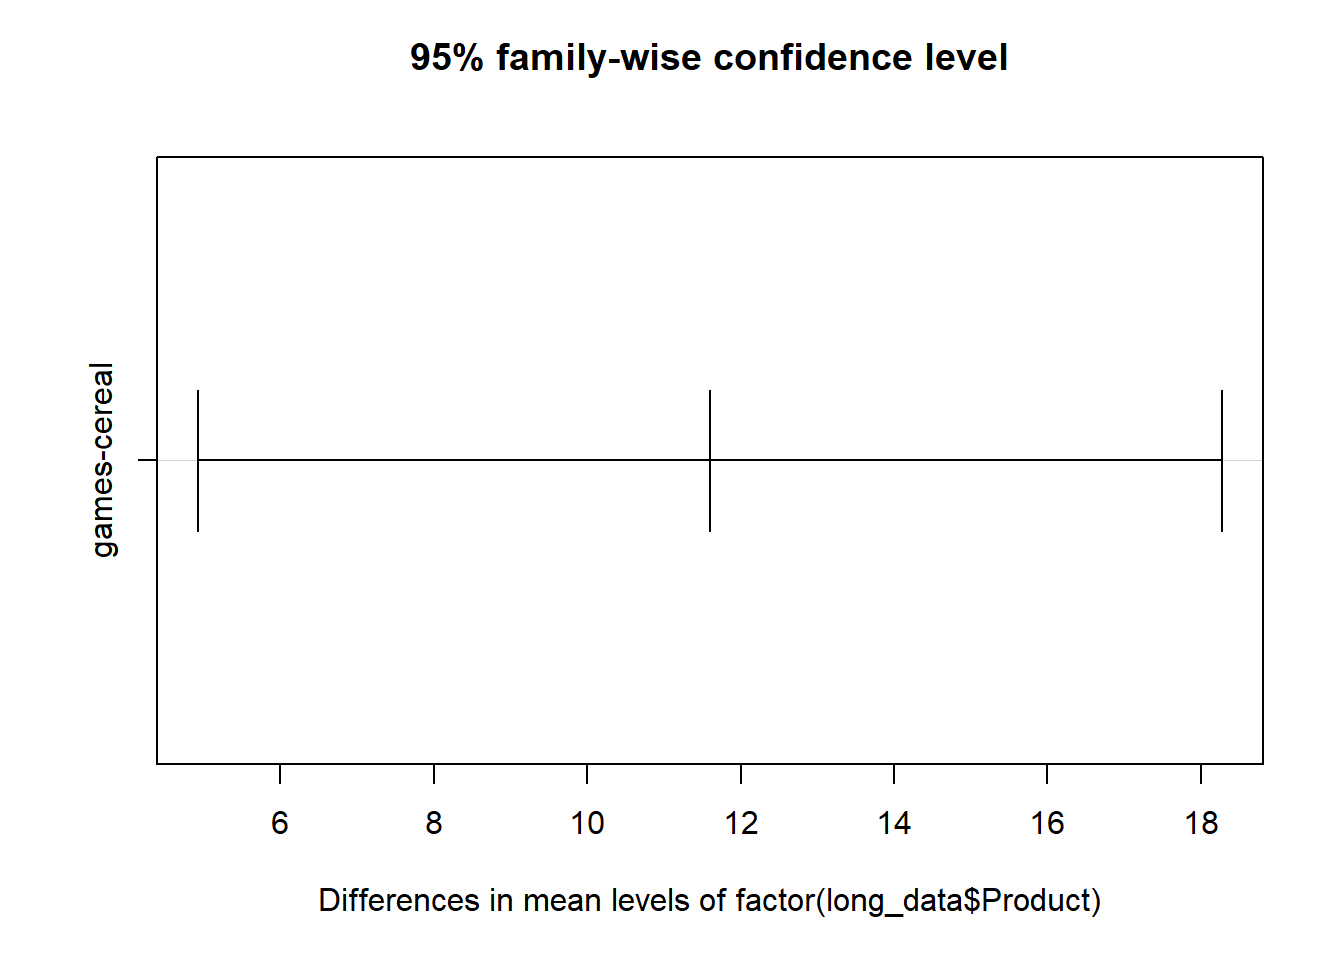 95% family-wise confidence level
games-cereal
6 8 10 12 14 16 18
Differences in mean levels of factor(long_data$Product)